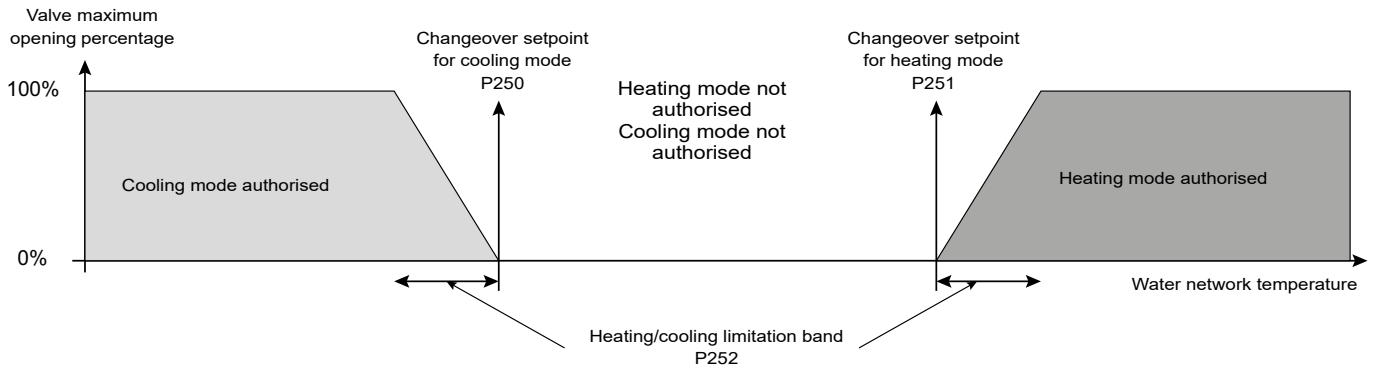 Valve maximum
opening percentage
Changeover setpoint
for cooling mode
P250
Changeover setpoint
for heating mode
P251
100%
Heating mode not
authorised
Cooling mode not
authorised
Cooling mode authorised
Heating mode authorised
0%
Water network temperature
Heating/cooling limitation band
P252